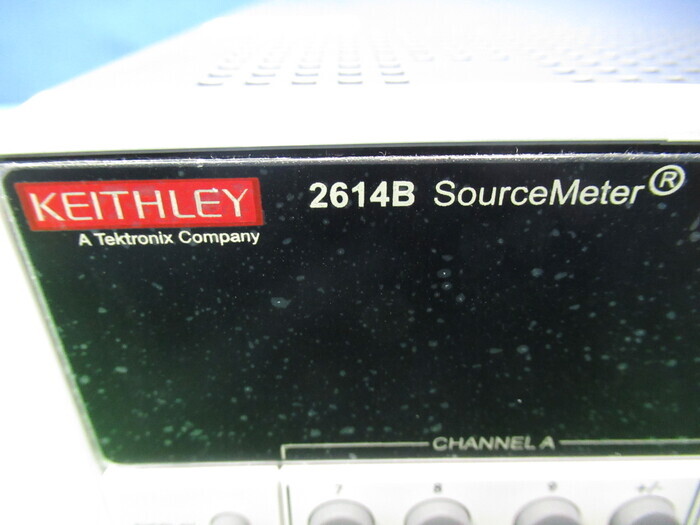 KEITHLEY
A Tektronix Company
2614B SourceMeter®
CHANNEL A
7 8 9 +/-